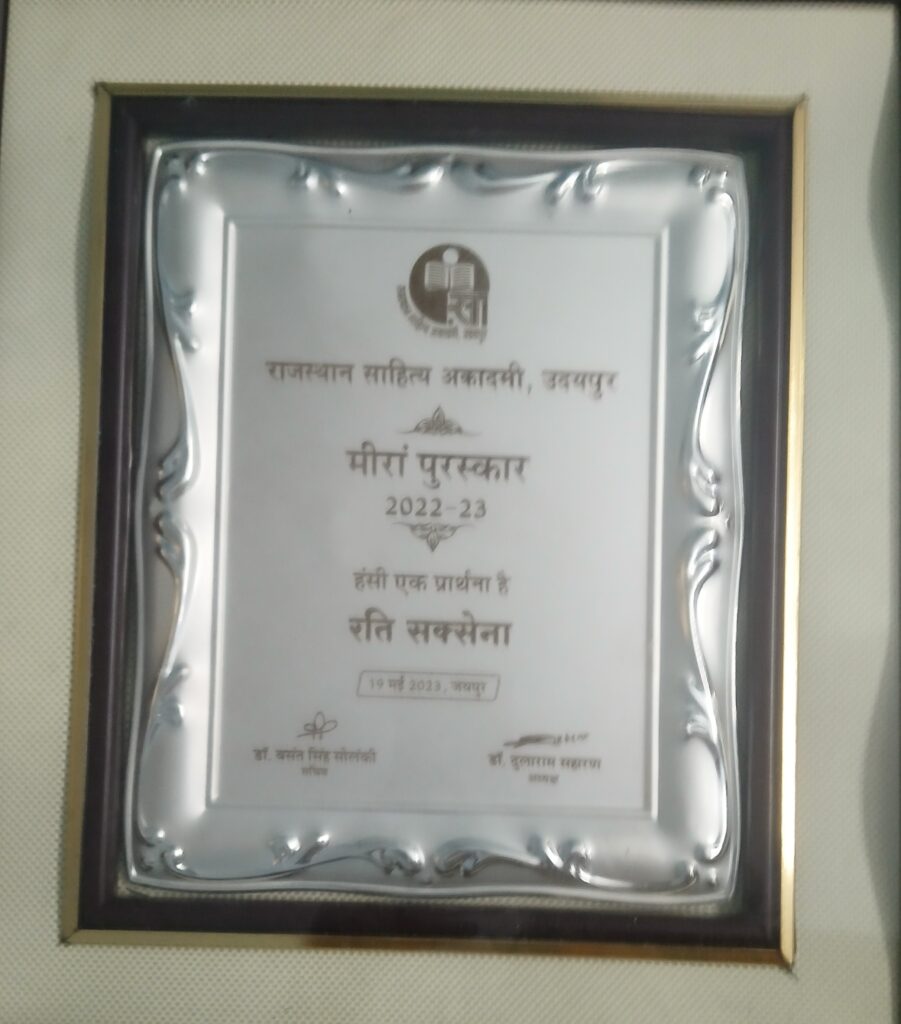 रा सा
राजस्थान साहित्य अकादमी, उदयपुर
मीरां पुरस्कार
2022-23
हंसी एक प्रार्थना है
रति सक्सेना
19 मई 2023, जयपुर
डॉ. बसंत सिंह सोलंकी
सचिव
डॉ. दुलाराम सहारण
अध्यक्ष